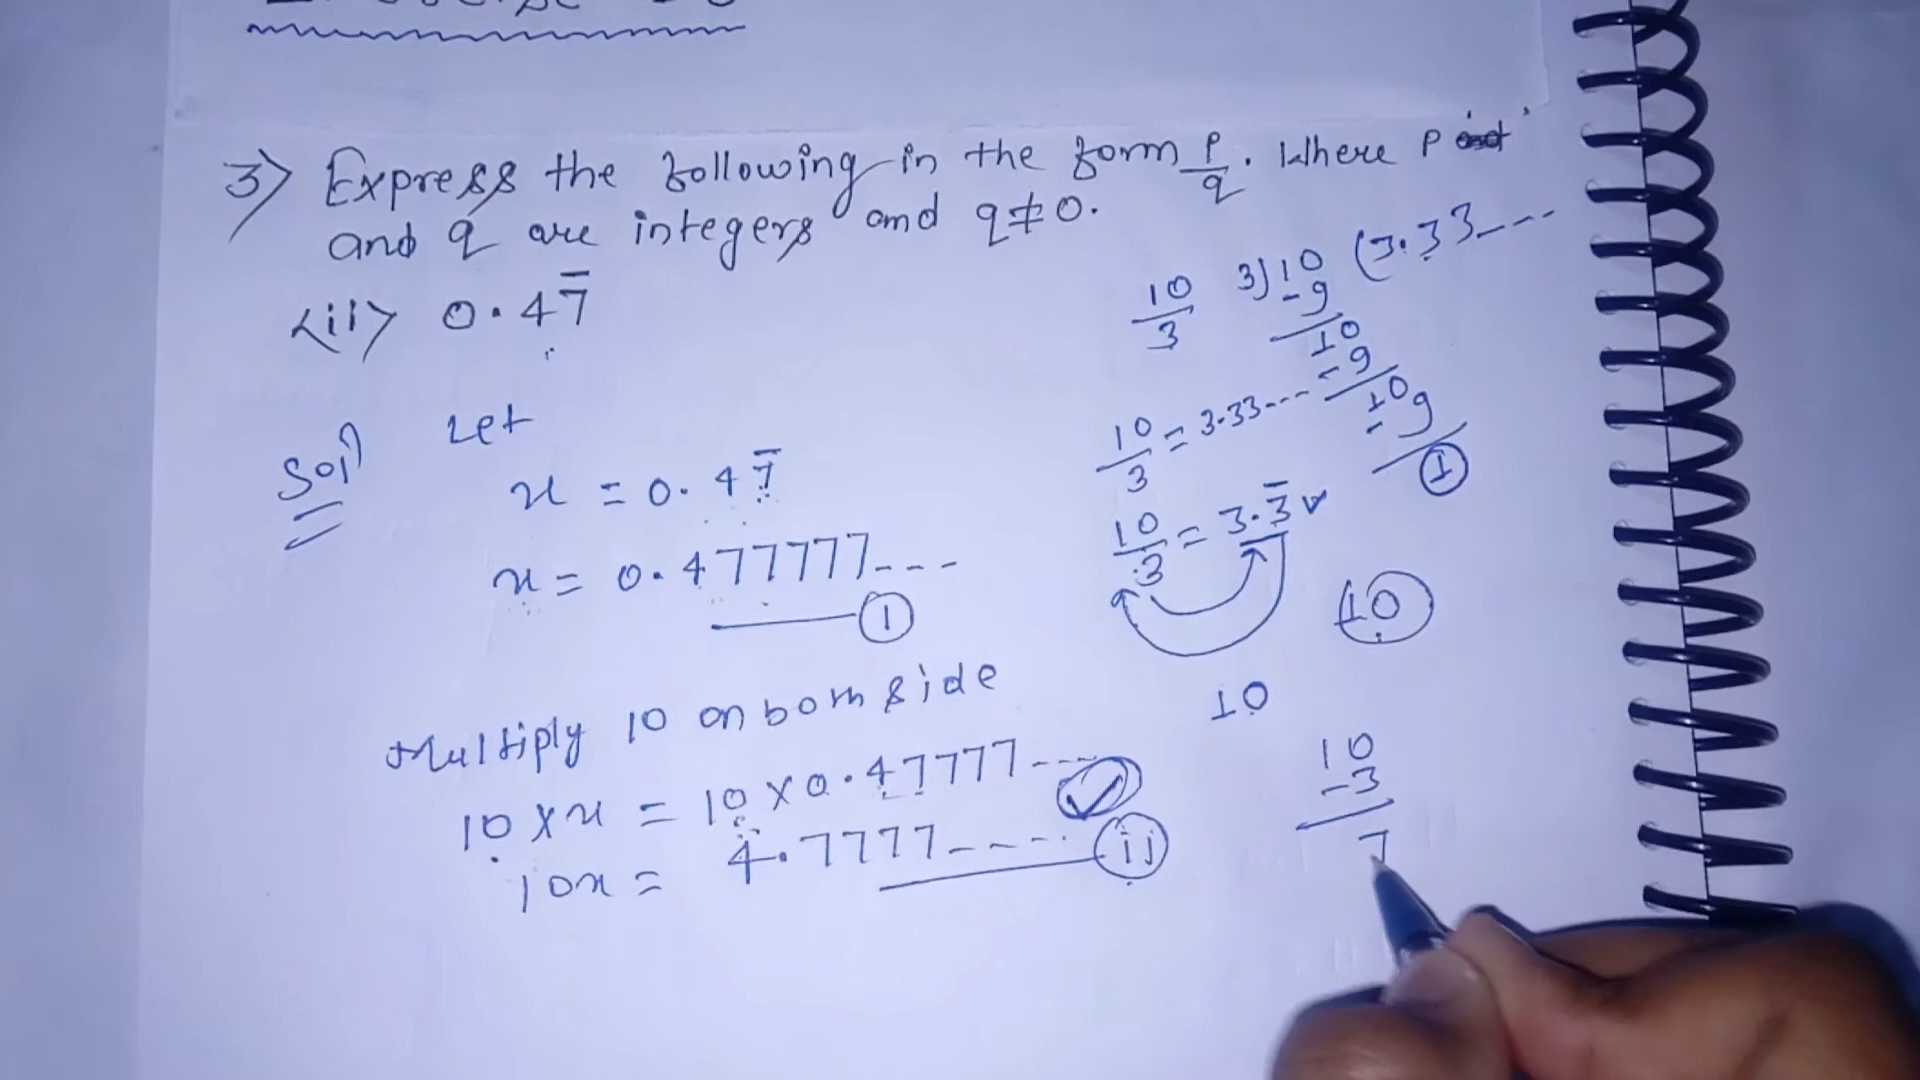 3) Express the following in the form p/q. Where p
and q are integers and q≠0.
<ii> 0.47̅
Sol
Let
x = 0.47̅
x = 0.477777---
1
Multiply 10 on both side
10 × x = 10 × 0.47777---
10x = 4.7777-----
ii
10/3
3)10(3.33---
-9
10
-9
10
-9
1
10/3 = 3.33---
10/3 = 3.3̅
10
10
10
-3
7